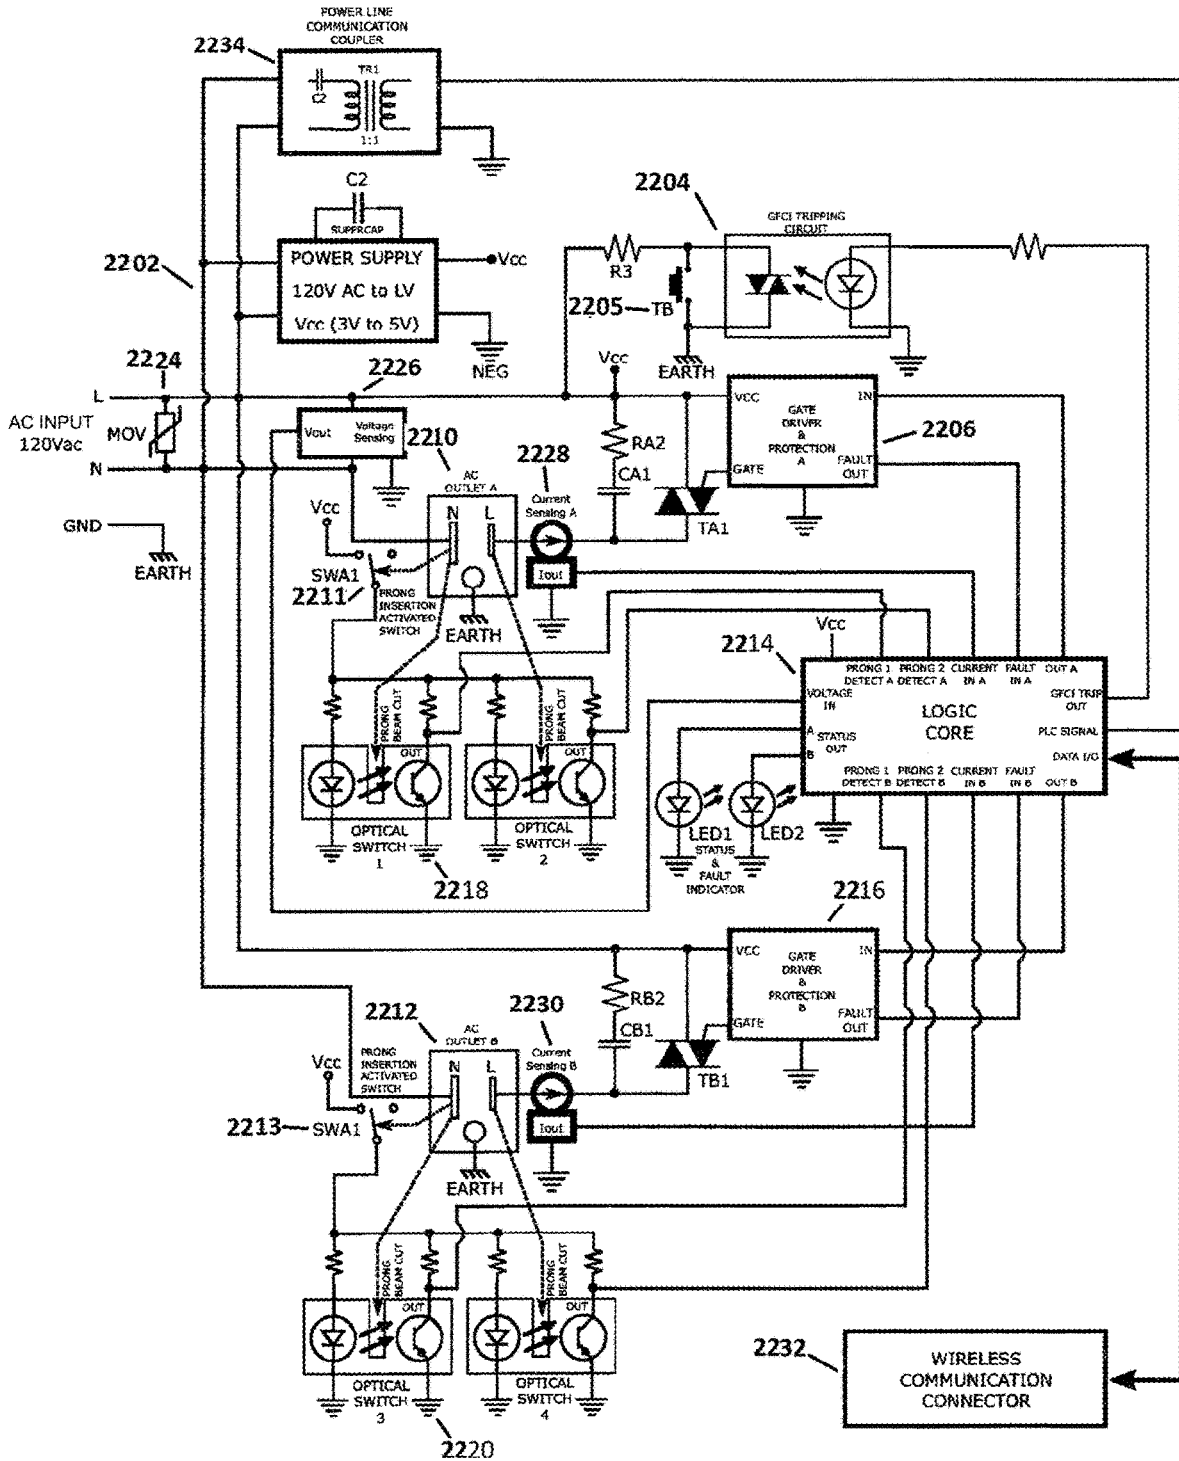 POWER LINE
COMMUNICATION
COUPLER
2234
TR1
C2
1:1
C2
SUPERCAP
2202
POWER SUPPLY
120V AC to LV
Vcc (3V to 5V)
Vcc
NEG
2204
GFCI TRIPPING
CIRCUIT
R3
2205
TB
EARTH
Vcc
2224
L
AC INPUT
120Vac
MOV
N
GND
EARTH
2226
Vout
Voltage
Sensing
2210
AC
OUTLET A
N
L
2228
Current
Sensing A
Iout
RA2
CA1
TA1
VCC
IN
GATE
DRIVER
&
PROTECTION
A
GATE
FAULT
OUT
2206
Vcc
SWA1
2211
PRONG
INSERTION
ACTIVATED
SWITCH
EARTH
PRONG
BEAM CUT
OUT
PRONG
BEAM CUT
OUT
OPTICAL
SWITCH
1
OPTICAL
SWITCH
2
2218
2214
Vcc
PRONG 1
DETECT A
PRONG 2
DETECT A
CURRENT
IN A
FAULT
IN A
OUT A
VOLTAGE
IN
GFCI TRIP
OUT
LOGIC
CORE
A
STATUS
OUT
B
PLC SIGNAL
DATA I/O
PRONG 1
DETECT B
PRONG 2
DETECT B
CURRENT
IN B
FAULT
IN B
OUT B
LED1
LED2
STATUS
&
FAULT
INDICATOR
2216
VCC
IN
GATE
DRIVER
&
PROTECTION
B
GATE
FAULT
OUT
RB2
CB1
TB1
2212
AC
OUTLET B
N
L
2230
Current
Sensing B
Iout
Vcc
PRONG
INSERTION
ACTIVATED
SWITCH
2213
SWA1
EARTH
PRONG
BEAM CUT
OUT
PRONG
BEAM CUT
OUT
OPTICAL
SWITCH
3
OPTICAL
SWITCH
4
2220
2232
WIRELESS
COMMUNICATION
CONNECTOR